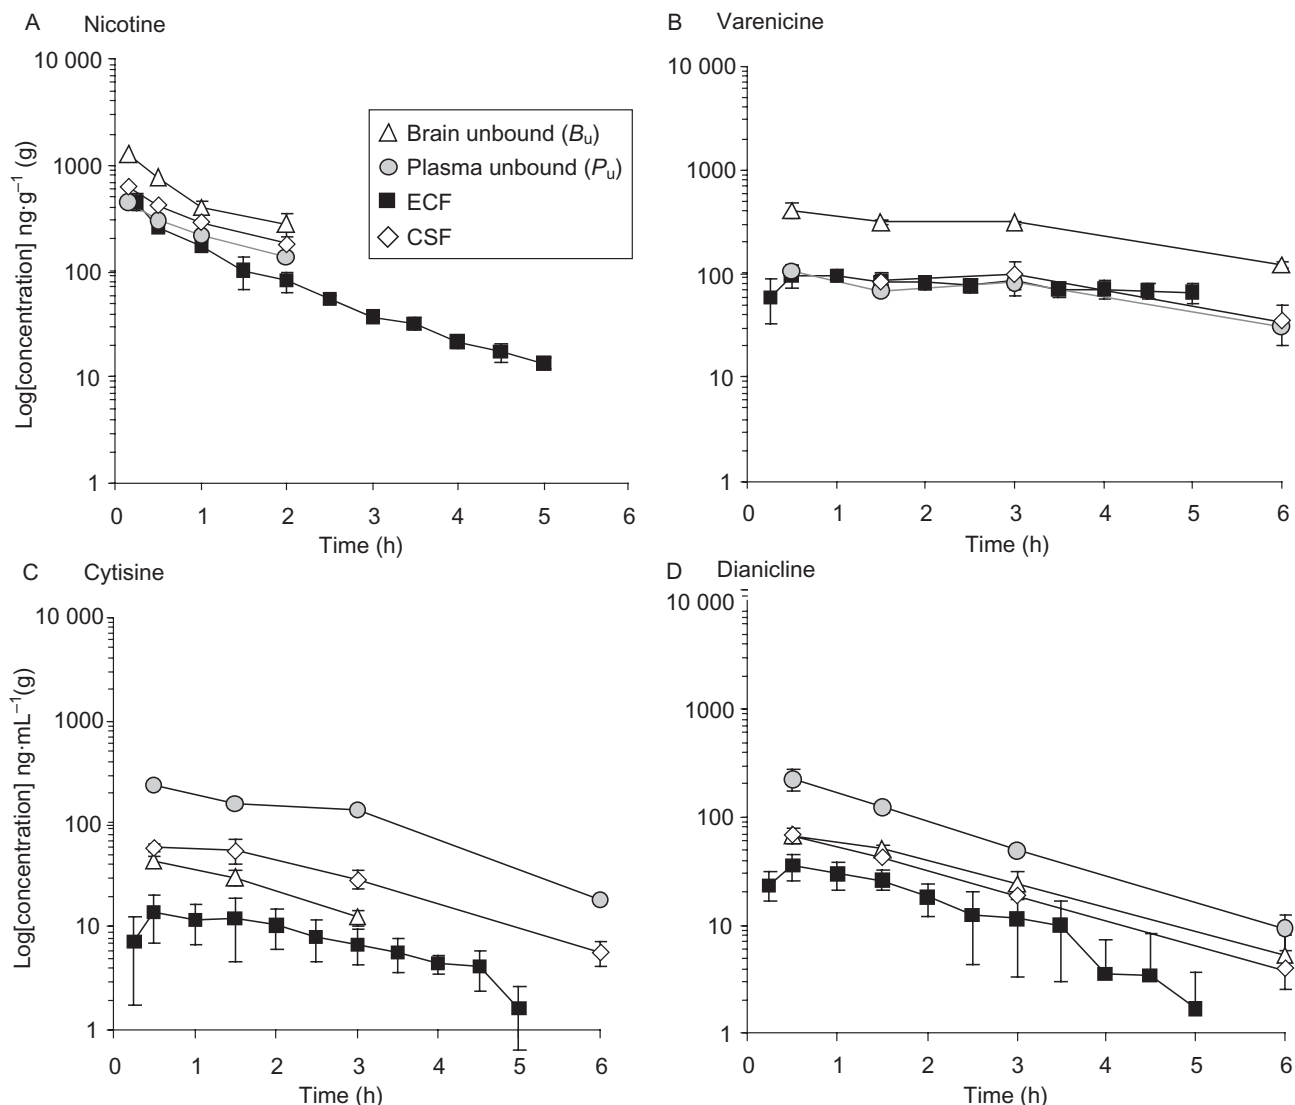 A Nicotine
Log[concentration] ng·g⁻¹ (g)
10 000
1000
100
10
1
0 1 2 3 4 5 6
Time (h)
Brain unbound (Bᵤ)
Plasma unbound (Pᵤ)
ECF
CSF
B Varenicine
10 000
1000
100
10
1
0 1 2 3 4 5 6
Time (h)
C Cytisine
Log[concentration] ng·mL⁻¹(g)
10 000
1000
100
10
1
0 1 2 3 4 5 6
Time (h)
D Dianicline
10 000
1000
100
10
1
0 1 2 3 4 5 6
Time (h)